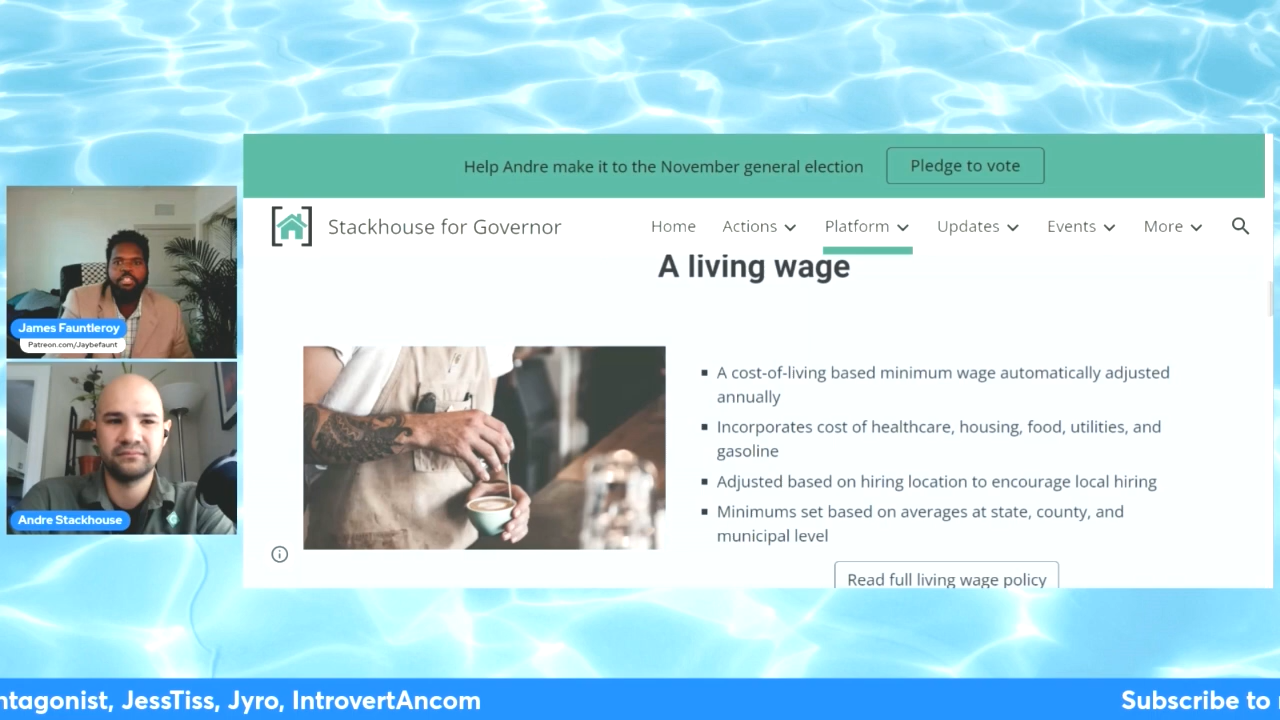 Help Andre make it to the November general election
Pledge to vote
Stackhouse for Governor
Home
Actions
Platform
Updates
Events
More
A living wage
A cost-of-living based minimum wage automatically adjusted
annually
Incorporates cost of healthcare, housing, food, utilities, and
gasoline
Adjusted based on hiring location to encourage local hiring
Minimums set based on averages at state, county, and
municipal level
Read full living wage policy
James Fauntleroy
Patreon.com/Jaybefaunt
Andre Stackhouse
ntagonist, JessTiss, Jyro, IntrovertAncom
Subscribe to